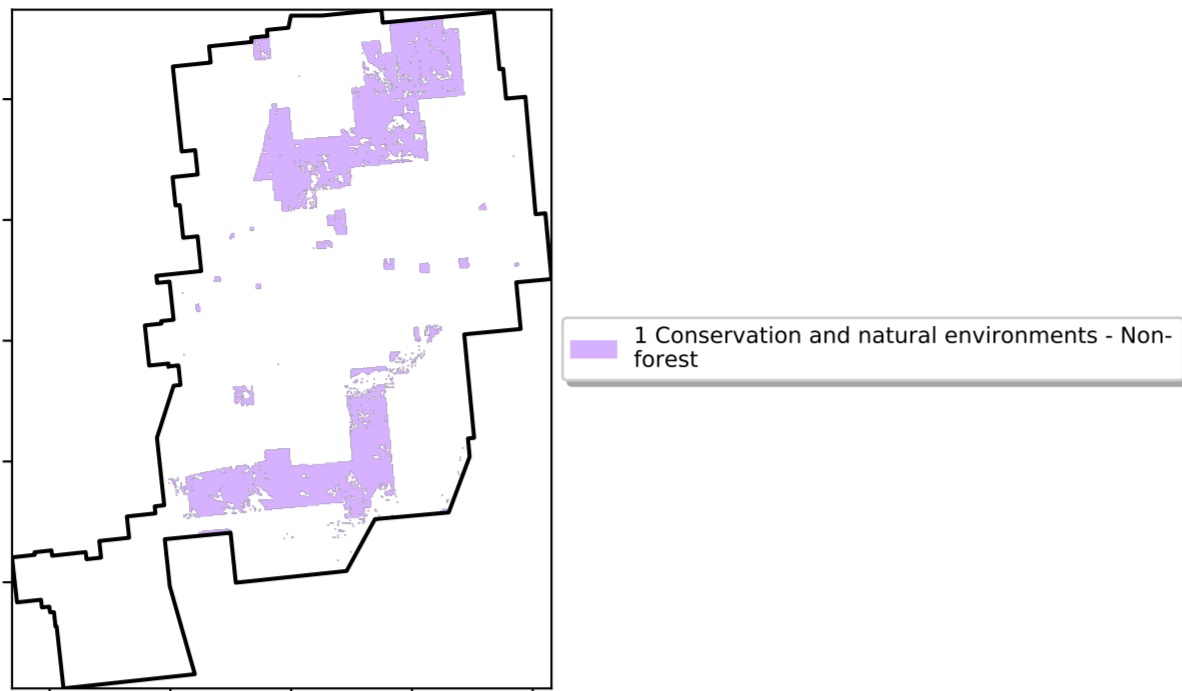 1 Conservation and natural environments - Non-
forest